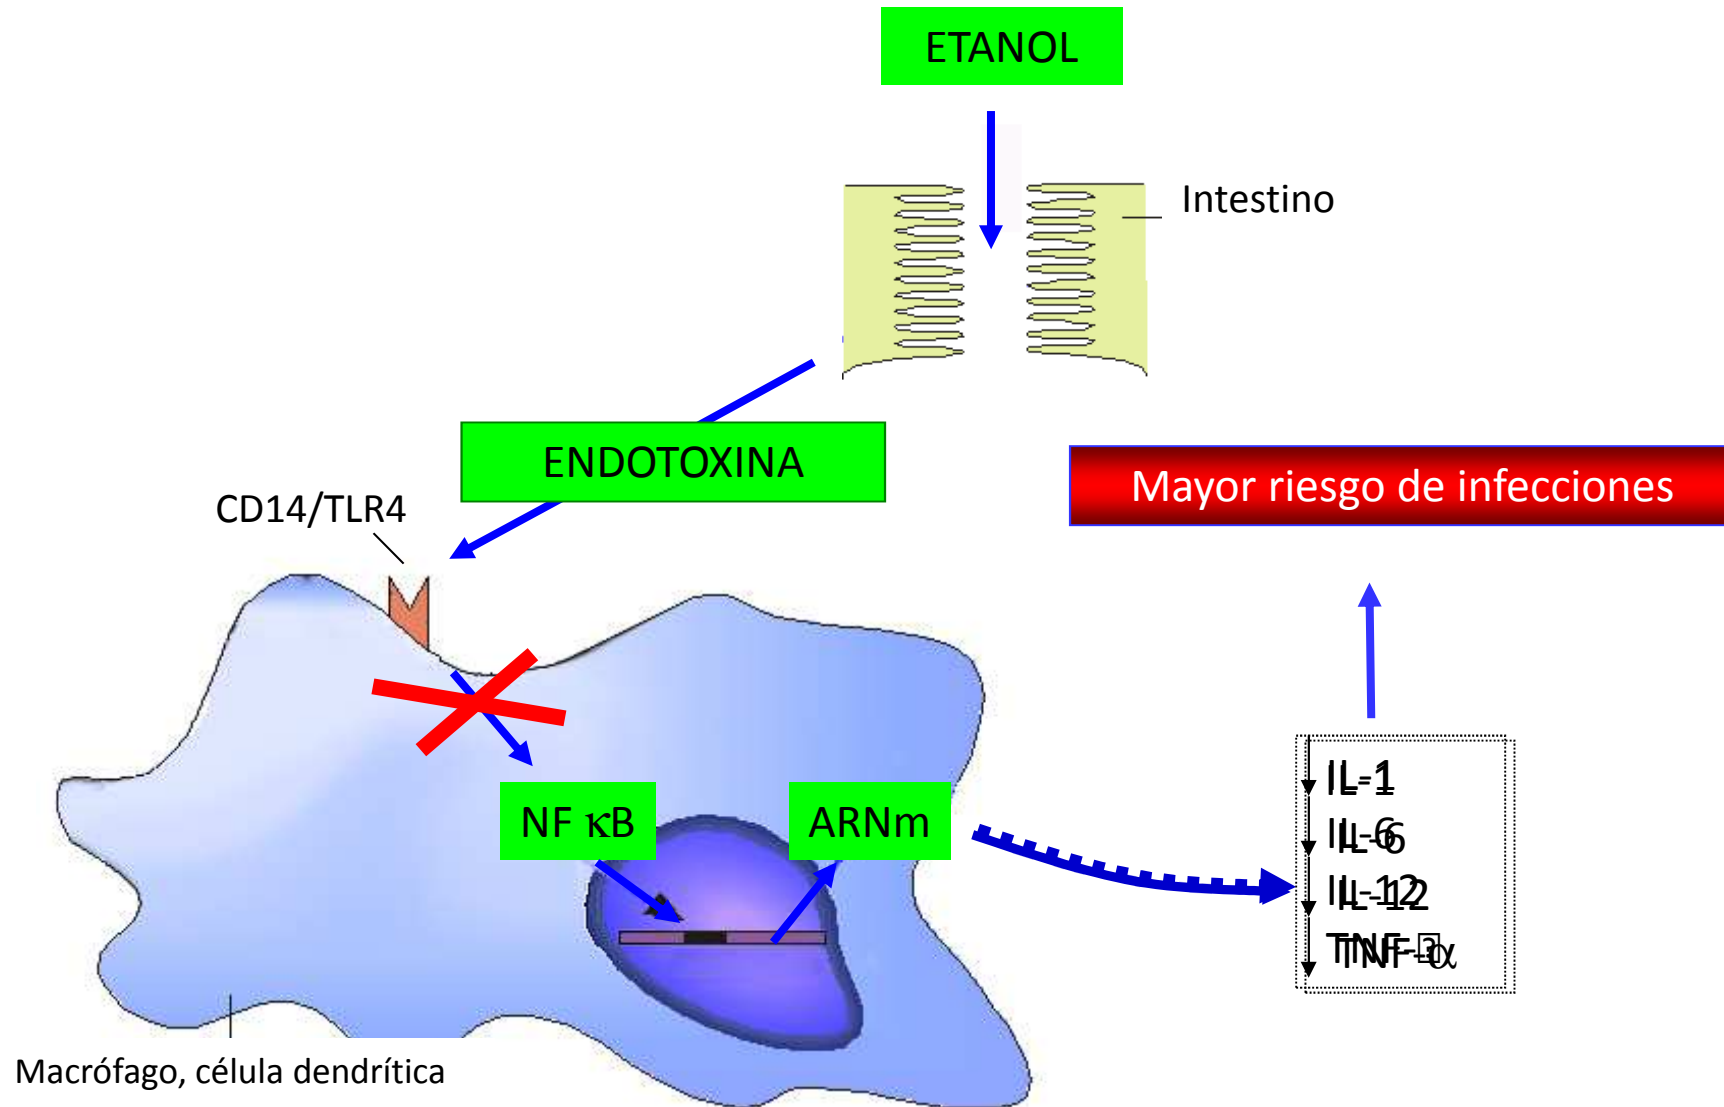 ETANOL
Intestino
ENDOTOXINA
Mayor riesgo de infecciones
CD14/TLR4
NF κB
ARNm
IL-1
IL-6
IL-12
TNF-α
Macrófago, célula dendrítica